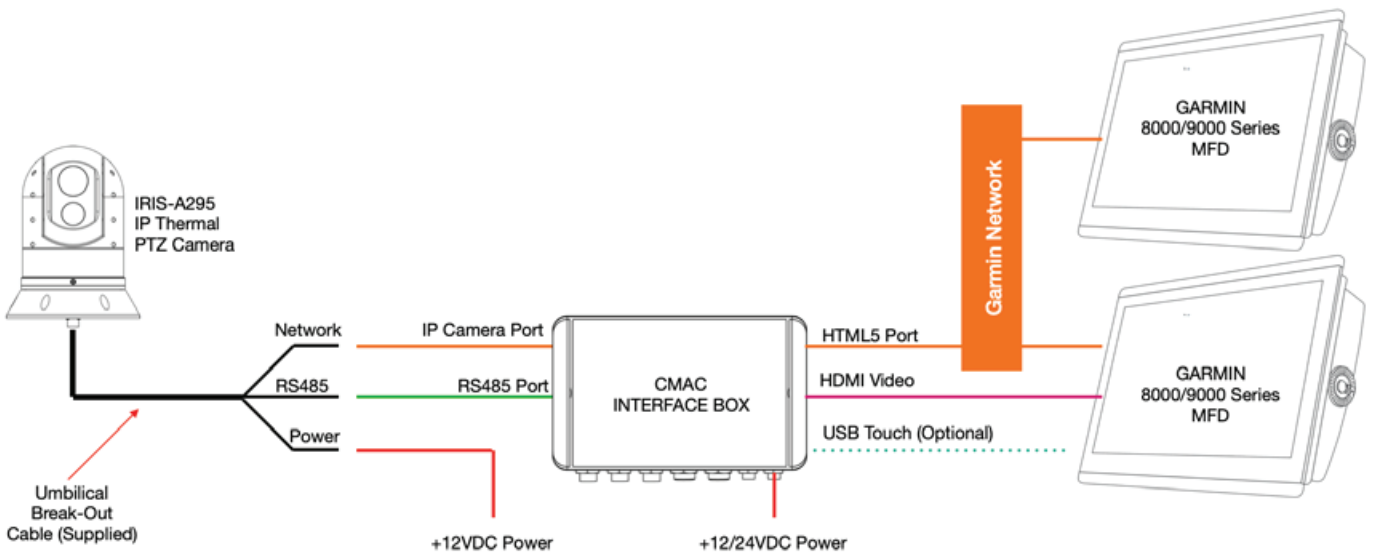 GARMIN
8000/9000 Series
MFD
IRIS-A295
IP Thermal
PTZ Camera
Garmin Network
Network
IP Camera Port
HTML5 Port
RS485
RS485 Port
CMAC
INTERFACE BOX
HDMI Video
GARMIN
8000/9000 Series
MFD
Power
USB Touch (Optional)
Umbilical
Break-Out
Cable (Supplied)
+12VDC Power
+12/24VDC Power